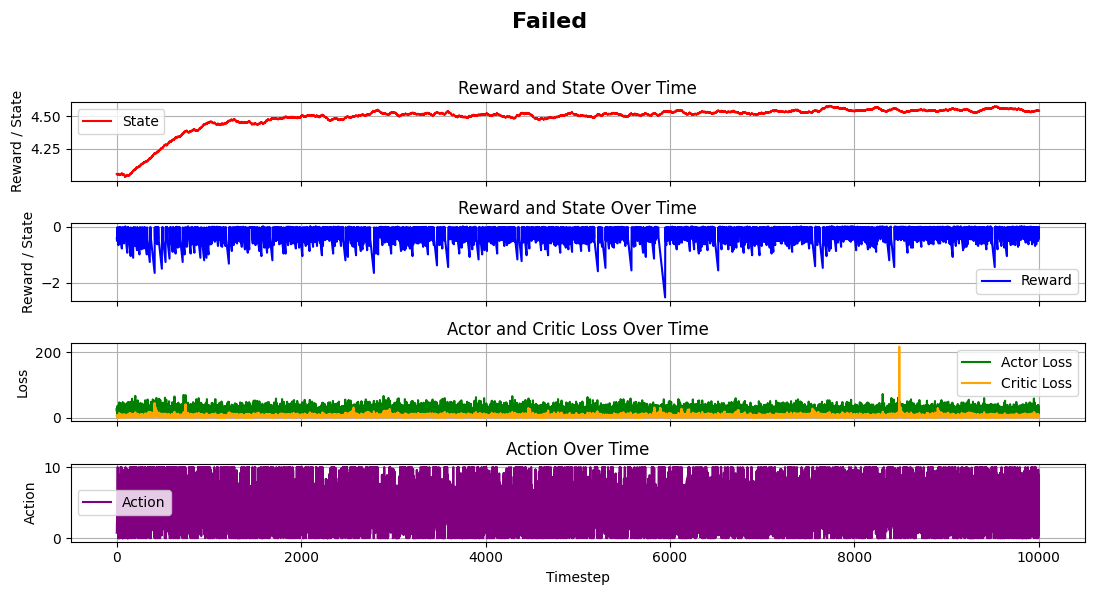 Failed
Reward and State Over Time
Reward / State
4.50
4.25
State
Reward and State Over Time
Reward / State
0
−2
Reward
Actor and Critic Loss Over Time
Loss
200
0
Actor Loss
Critic Loss
Action Over Time
Action
10
0
Action
0 2000 4000 6000 8000 10000
Timestep